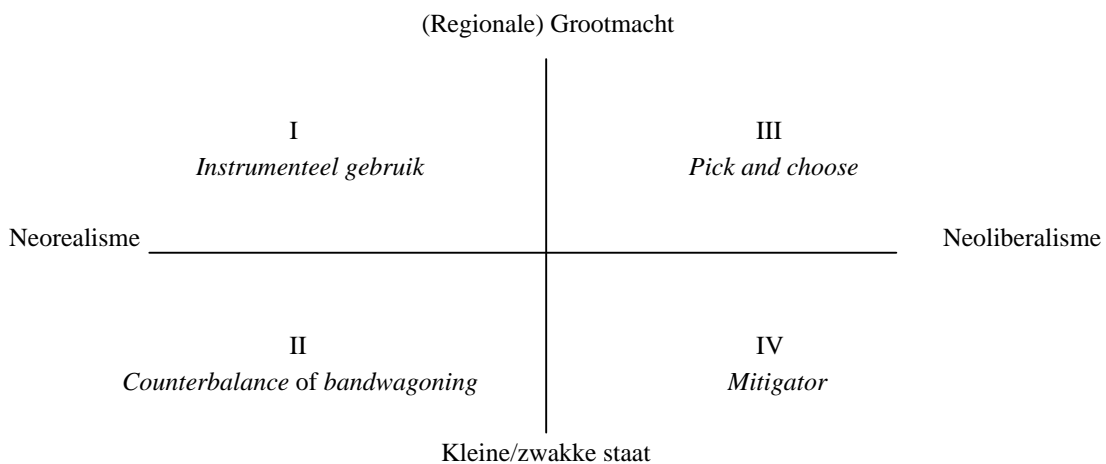 (Regionale) Grootmacht
I
Instrumenteel gebruik
III
Pick and choose
Neorealisme
Neoliberalisme
II
Counterbalance of bandwagoning
IV
Mitigator
Kleine/zwakke staat